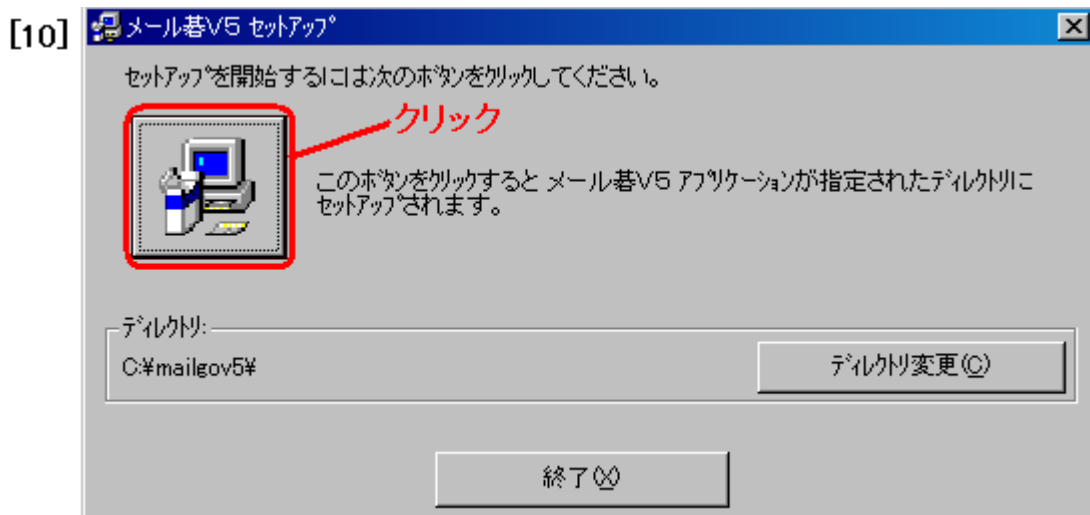 [10]
メール碁V5 ｾｯﾄｱｯﾌﾟ
ｾｯﾄｱｯﾌﾟを開始するには次のﾎﾞﾀﾝをｸﾘｯｸしてください。
クリック
このﾎﾞﾀﾝをｸﾘｯｸすると メール碁V5 ｱﾌﾟﾘｹｰｼｮﾝが指定されたﾃﾞｨﾚｸﾄﾘに
ｾｯﾄｱｯﾌﾟされます。
ﾃﾞｨﾚｸﾄﾘ:
C:¥mailgov5¥
ﾃﾞｨﾚｸﾄﾘ変更(C)
終了(X)